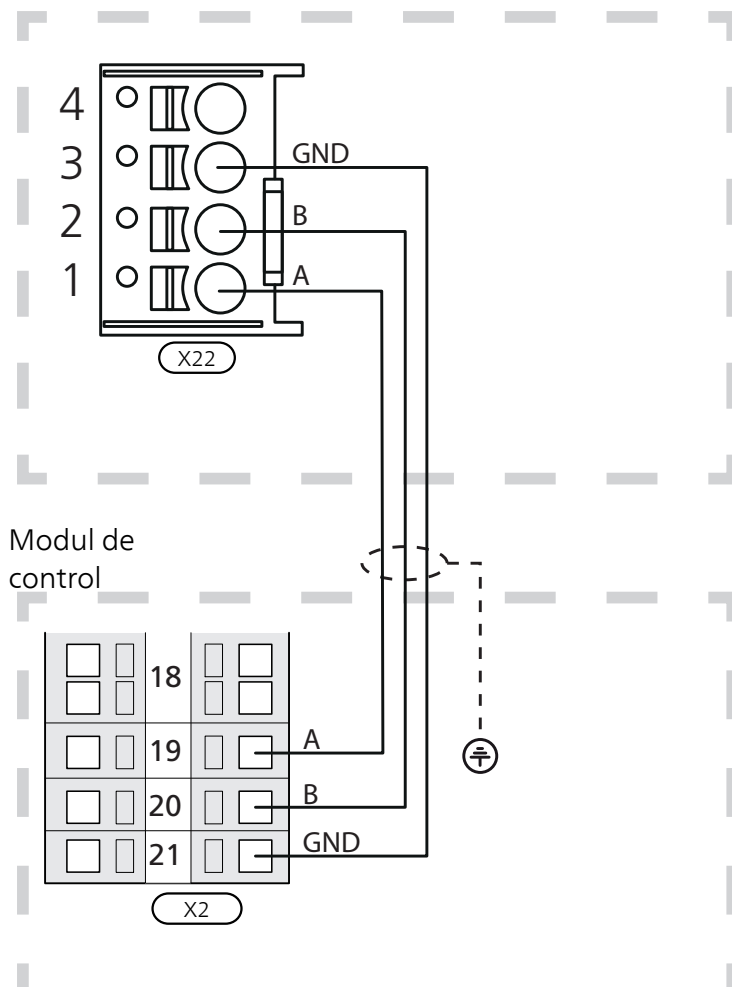 4
3 GND
2 B
1 A
X22
Modul de
control
18
19 A
20 B
21 GND
X2